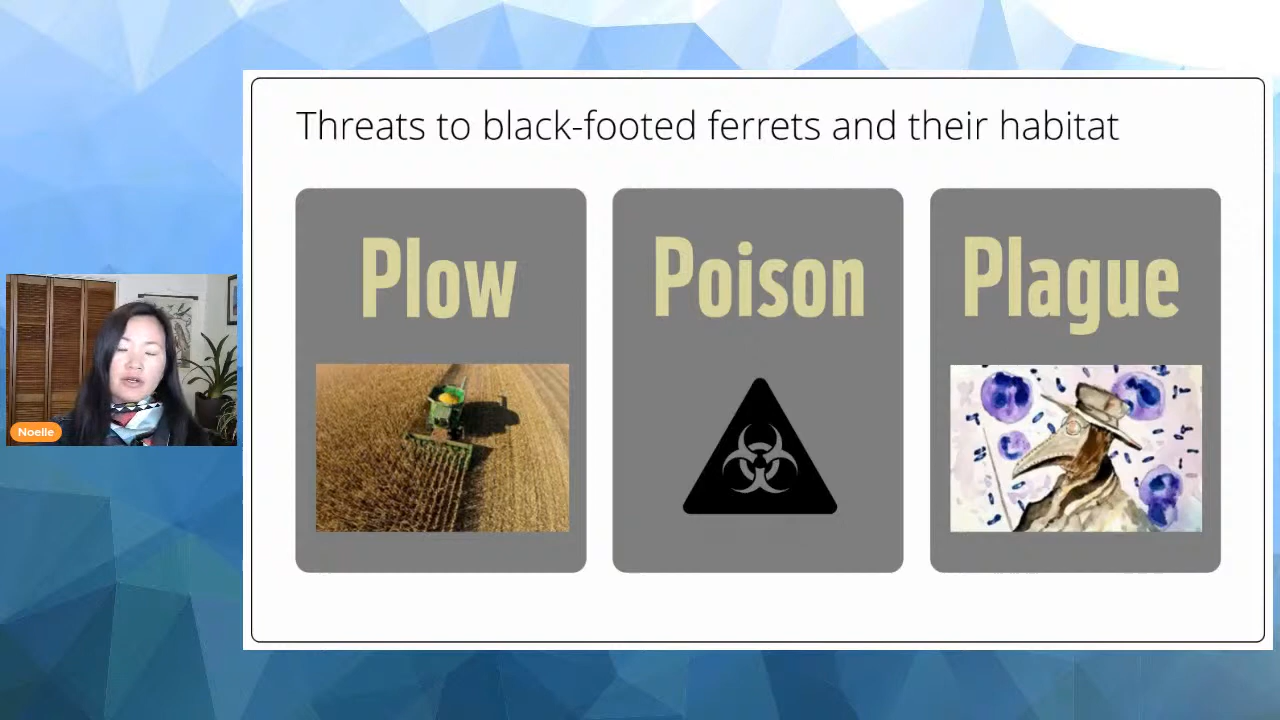 Threats to black-footed ferrets and their habitat
Plow
Poison
Plague
Noelle